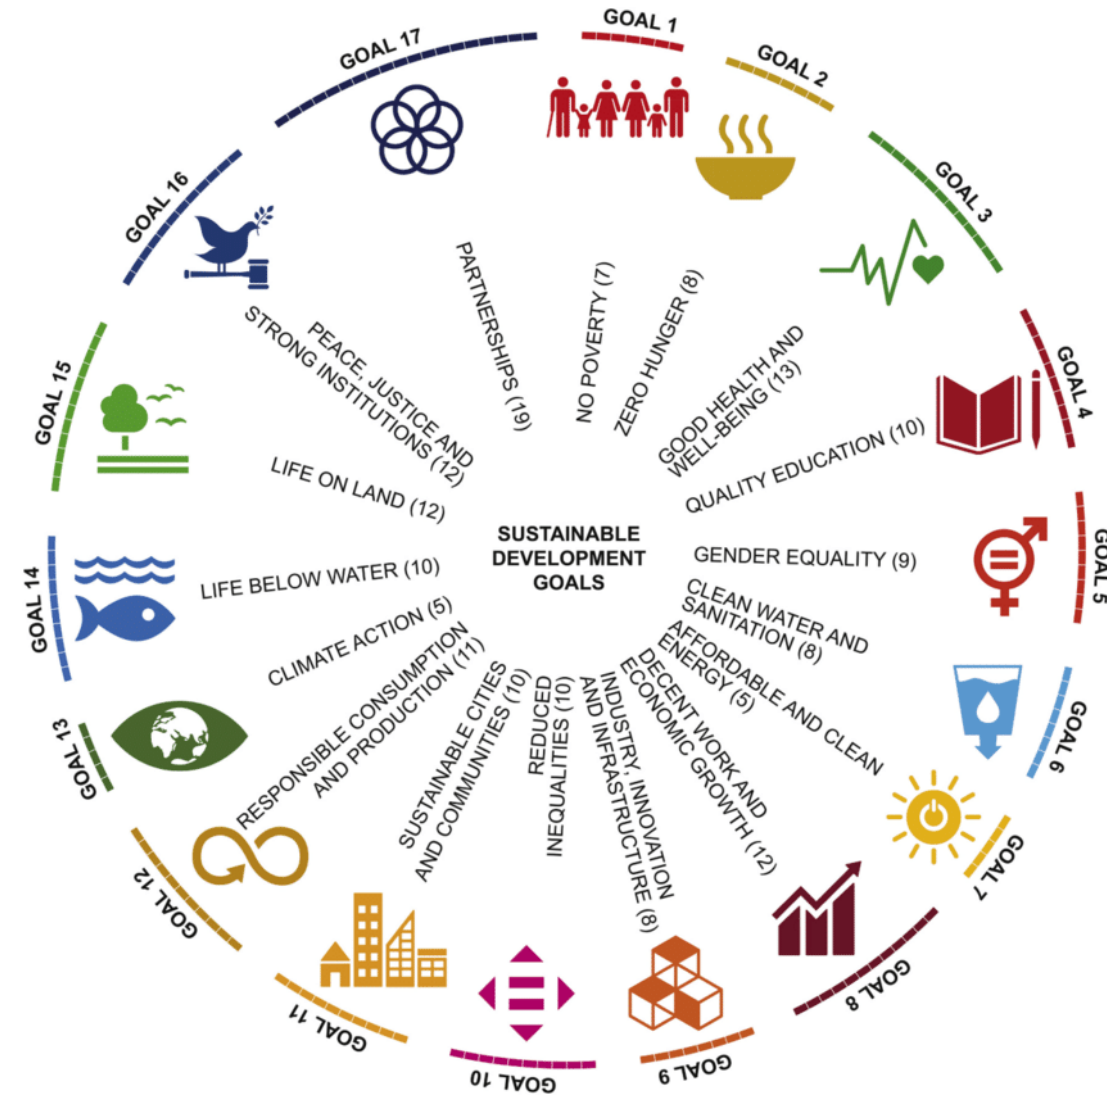 GOAL 1
GOAL 2
GOAL 3
GOAL 4
GOAL 5
GOAL 6
GOAL 7
GOAL 8
GOAL 9
GOAL 10
GOAL 11
GOAL 12
GOAL 13
GOAL 14
GOAL 15
GOAL 16
GOAL 17
NO POVERTY (7)
ZERO HUNGER (8)
GOOD HEALTH AND
WELL-BEING (13)
QUALITY EDUCATION (10)
GENDER EQUALITY (9)
CLEAN WATER AND
SANITATION (8)
AFFORDABLE AND CLEAN
ENERGY (5)
DECENT WORK AND
ECONOMIC GROWTH (12)
INDUSTRY, INNOVATION
AND INFRASTRUCTURE (8)
REDUCED
INEQUALITIES (10)
SUSTAINABLE CITIES
AND COMMUNITIES (10)
RESPONSIBLE CONSUMPTION
AND PRODUCTION (11)
CLIMATE ACTION (5)
LIFE BELOW WATER (10)
LIFE ON LAND (12)
PEACE, JUSTICE AND
STRONG INSTITUTIONS (12)
PARTNERSHIPS (19)
SUSTAINABLE
DEVELOPMENT
GOALS